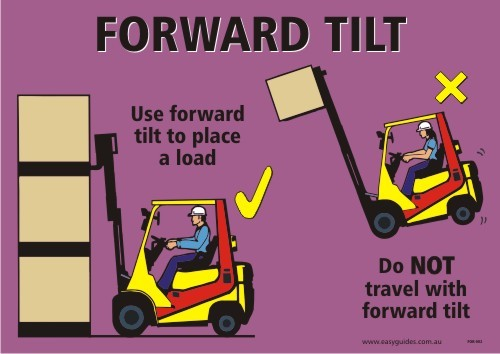 FORWARD TILT
Use forward
tilt to place
a load
Do NOT
travel with
forward tilt
www.easyguides.com.au